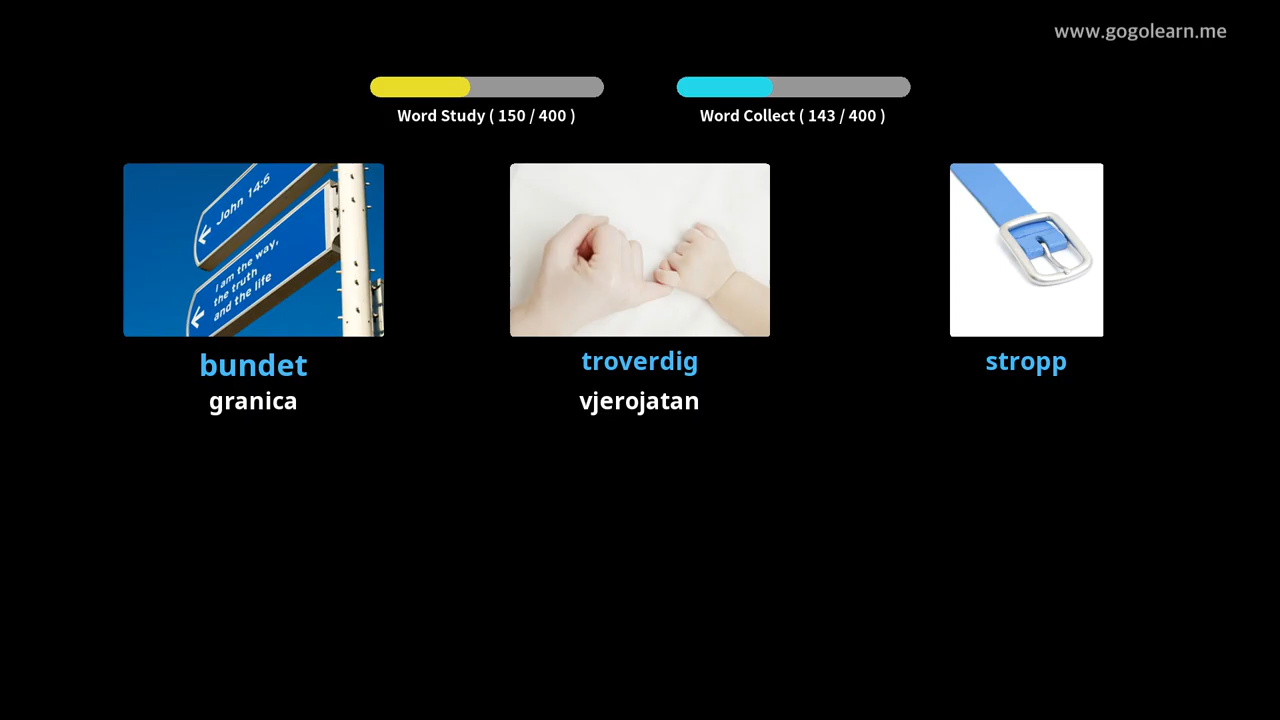 www.gogolearn.me
Word Study ( 150 / 400 )
Word Collect ( 143 / 400 )
John 14:6
I am the way,
the truth
and the life
bundet
granica
troverdig
vjerojatan
stropp